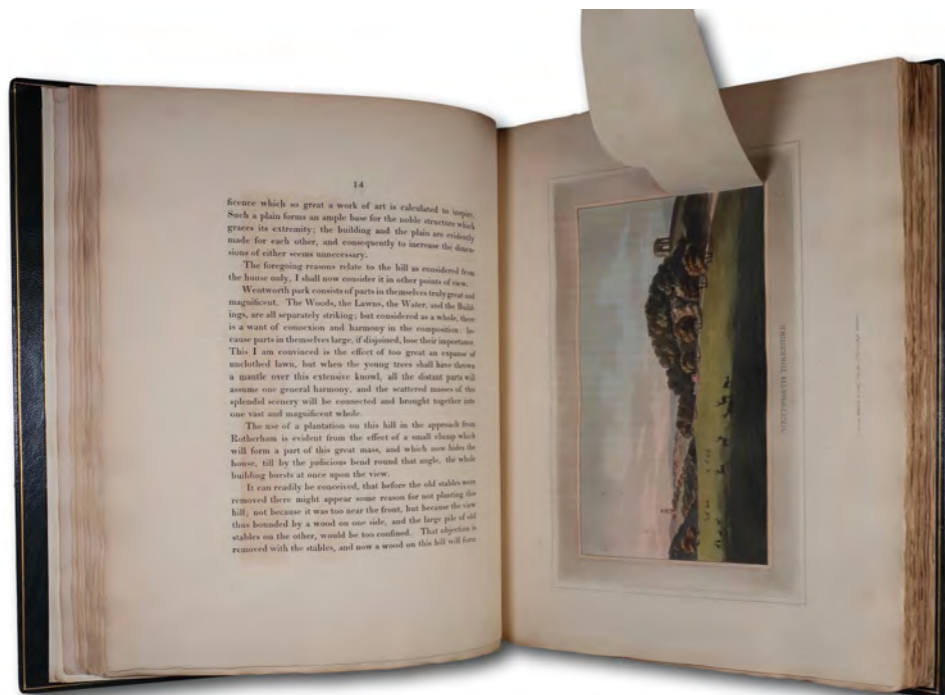 14
ficence which so great a work of art is calculated to inspire.
Such a plain forms an ample base for the noble structure which
graces its extremity; the building and the plain are evidently
made for each other, and consequently to increase the dimen-
sions of either seems unnecessary.
The foregoing reasons relate to the hill as considered from
the house only, I shall now consider it in other points of view.
Wentworth park consists of parts in themselves truly great and
magnificent. The Woods, the Lawns, the Water, and the Build-
ings, are all separately striking; but considered as a whole, there
is a want of connexion and harmony in the composition: be-
cause parts in themselves large, if disjoined, lose their importance.
This I am convinced is the effect of too great an expanse of
unclothed lawn, but when the young trees shall have thrown
a mantle over this extensive knowl, all the distant parts will
assume one general harmony, and the scattered masses of this
splendid scenery will be connected and brought together into
one vast and magnificent whole.
The use of a plantation on this hill in the approach from
Rotherham is evident from the effect of a small clump which
will form a part of this great mass, and which now hides the
house, till by the judicious bend round that angle, the whole
building bursts at once upon the view.
It can readily be conceived, that before the old stables were
removed there might appear some reason for not planting this
hill; not because it was too near the front, but because the view
thus bounded by a wood on one side, and the large pile of old
stables on the other, would be too confined. That objection is
removed with the stables, and now a wood on this hill will form
WENTWORTH YORKSHIRE